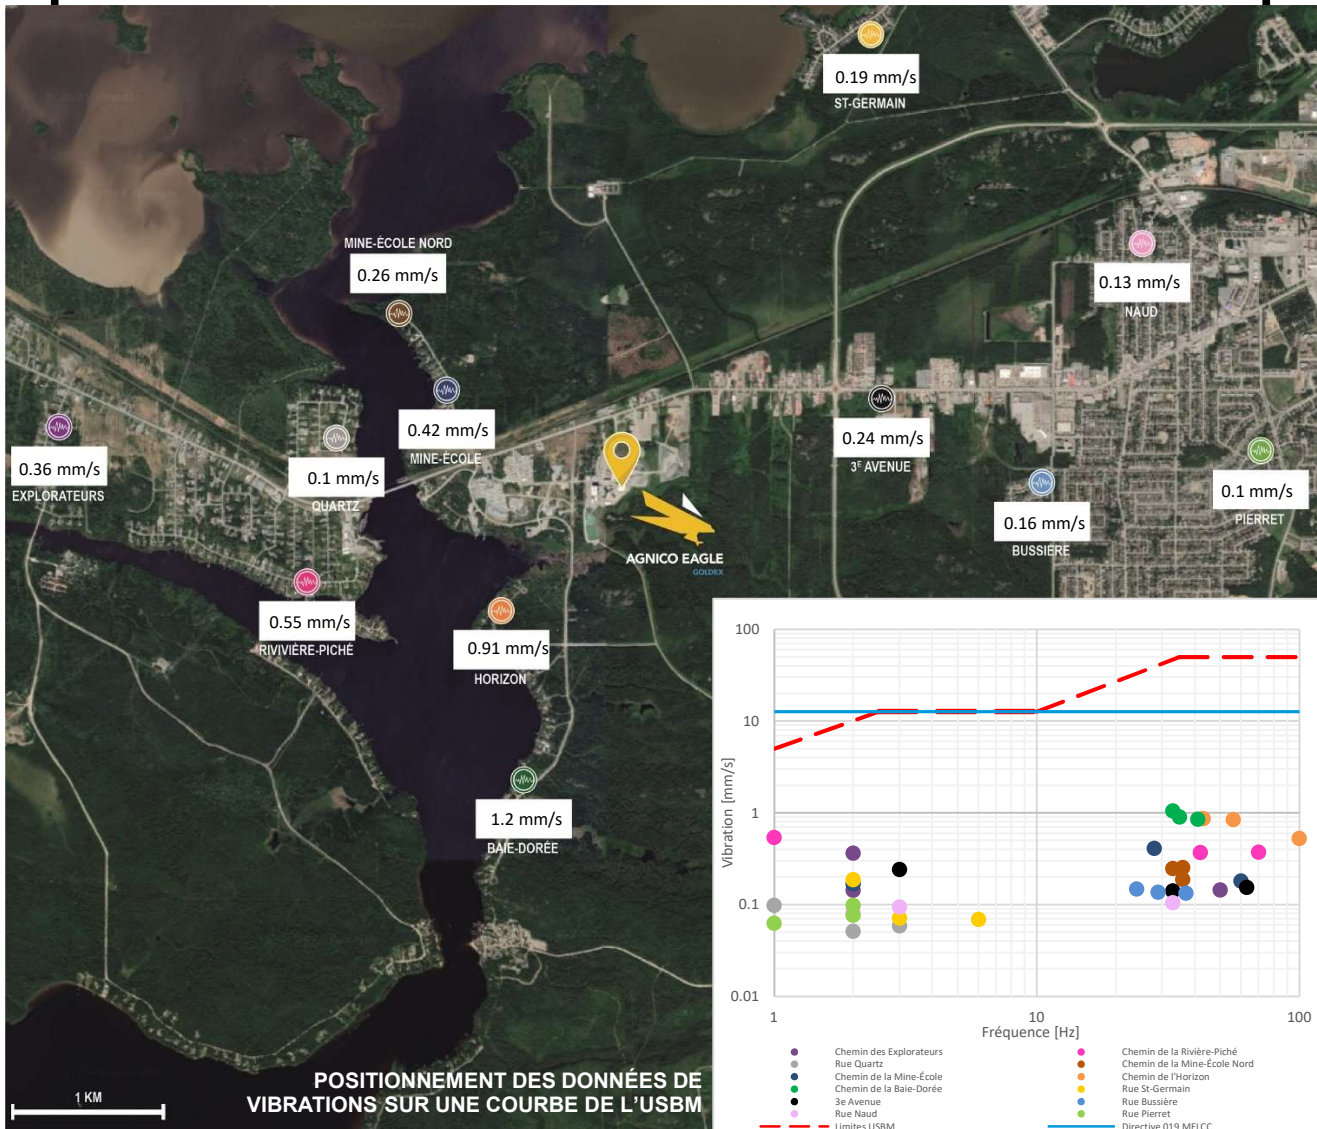 0.19 mm/s
ST-GERMAIN
MINE-ÉCOLE NORD
0.26 mm/s
0.13 mm/s
NAUD
0.42 mm/s
MINE-ÉCOLE
0.36 mm/s
EXPLORATEURS
0.1 mm/s
QUARTZ
0.24 mm/s
3E AVENUE
0.16 mm/s
BUSSIÈRE
0.1 mm/s
PIERRET
AGNICO EAGLE
GOLDEX
0.55 mm/s
RIVIVIÈRE-PICHÉ
0.91 mm/s
HORIZON
1.2 mm/s
BAIE-DORÉE
POSITIONNEMENT DES DONNÉES DE
VIBRATIONS SUR UNE COURBE DE L'USBM
1 KM
100
10
1
0.1
0.01
Vibration [mm/s]
1
10
100
Fréquence [Hz]
Chemin des Explorateurs
Chemin de la Rivière-Piché
Rue Quartz
Chemin de la Mine-École Nord
Chemin de la Mine-École
Chemin de l'Horizon
Chemin de la Baie-Dorée
Rue St-Germain
3e Avenue
Rue Bussière
Rue Naud
Rue Pierret
Limites USBM
Directive 019 MELCC